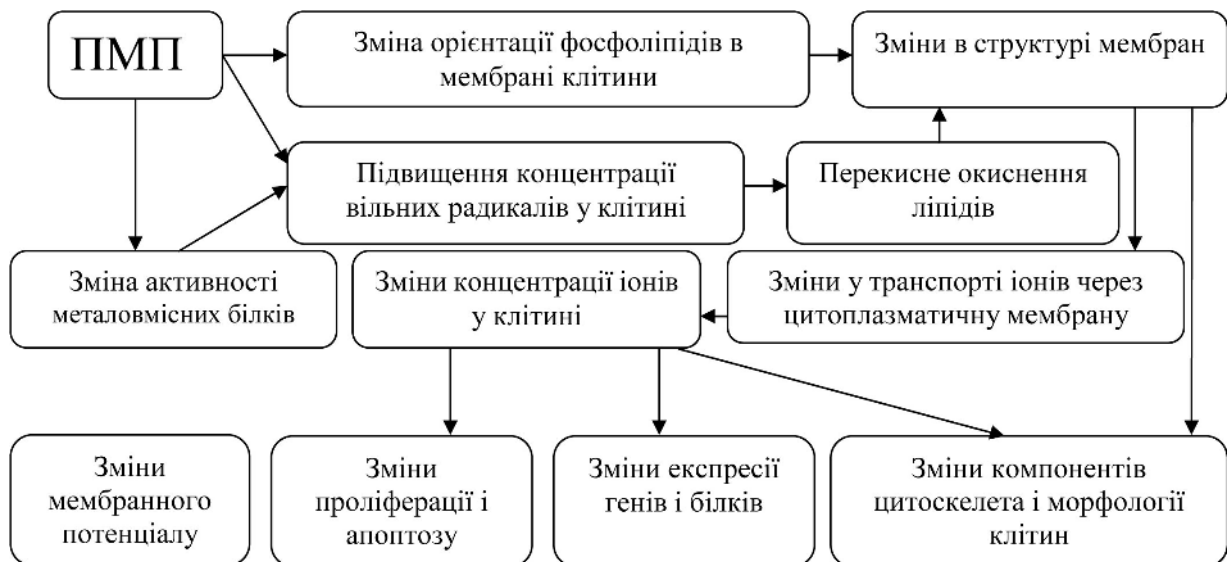 ПМП
Зміна орієнтації фосфоліпідів в
мембрані клітини
Зміни в структурі мембран
Підвищення концентрації
вільних радикалів у клітині
Перекисне окиснення
ліпідів
Зміна активності
металовмісних білків
Зміни концентрації іонів
у клітині
Зміни у транспорті іонів через
цитоплазматичну мембрану
Зміни
мембранного
потенціалу
Зміни
проліферації і
апоптозу
Зміни експресії
генів і білків
Зміни компонентів
цитоскелета і морфології
клітин